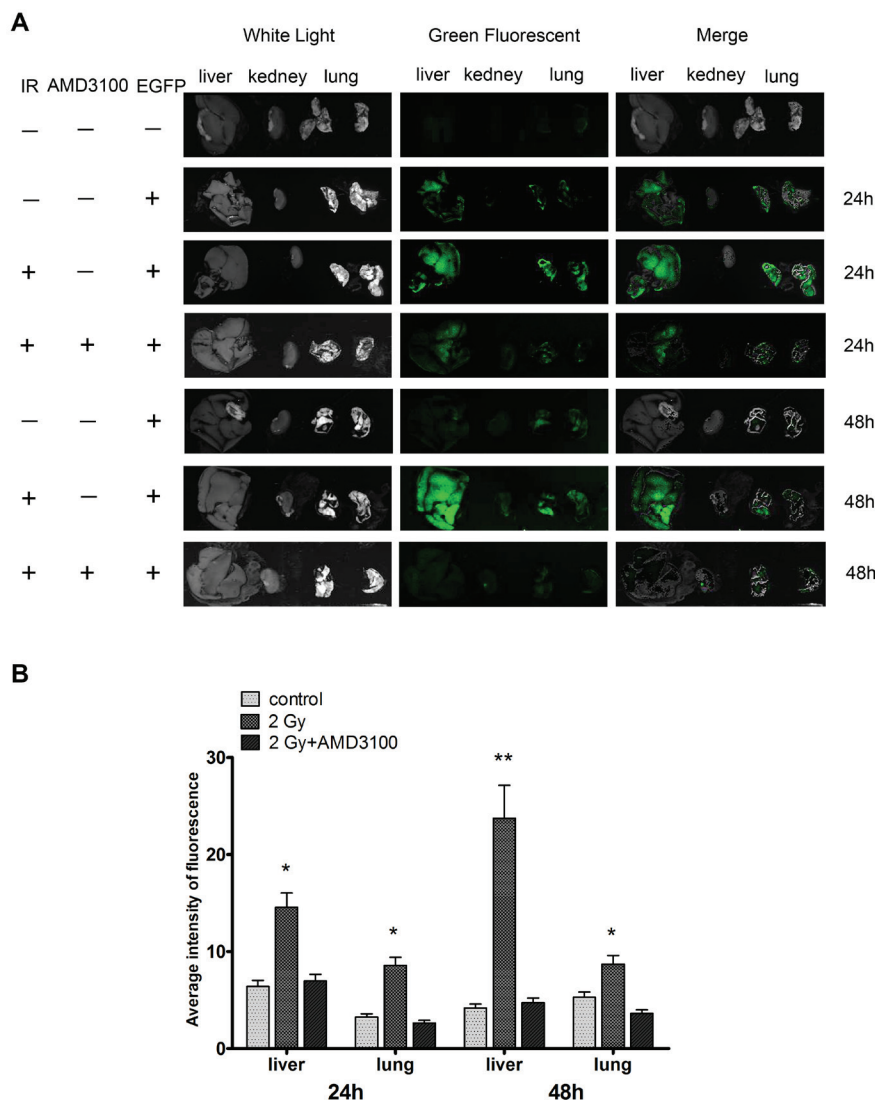 A
White Light Green Fluorescent Merge
liver kedney lung liver kedney lung liver kedney lung
IR AMD3100 EGFP
— — —
— — + 24h
+ — + 24h
+ + + 24h
— — + 48h
+ — + 48h
+ + + 48h
B
control
2 Gy
2 Gy+AMD3100
Average intensity of fluorescence
30
20
10
0
* * ** *
liver lung liver lung
24h 48h